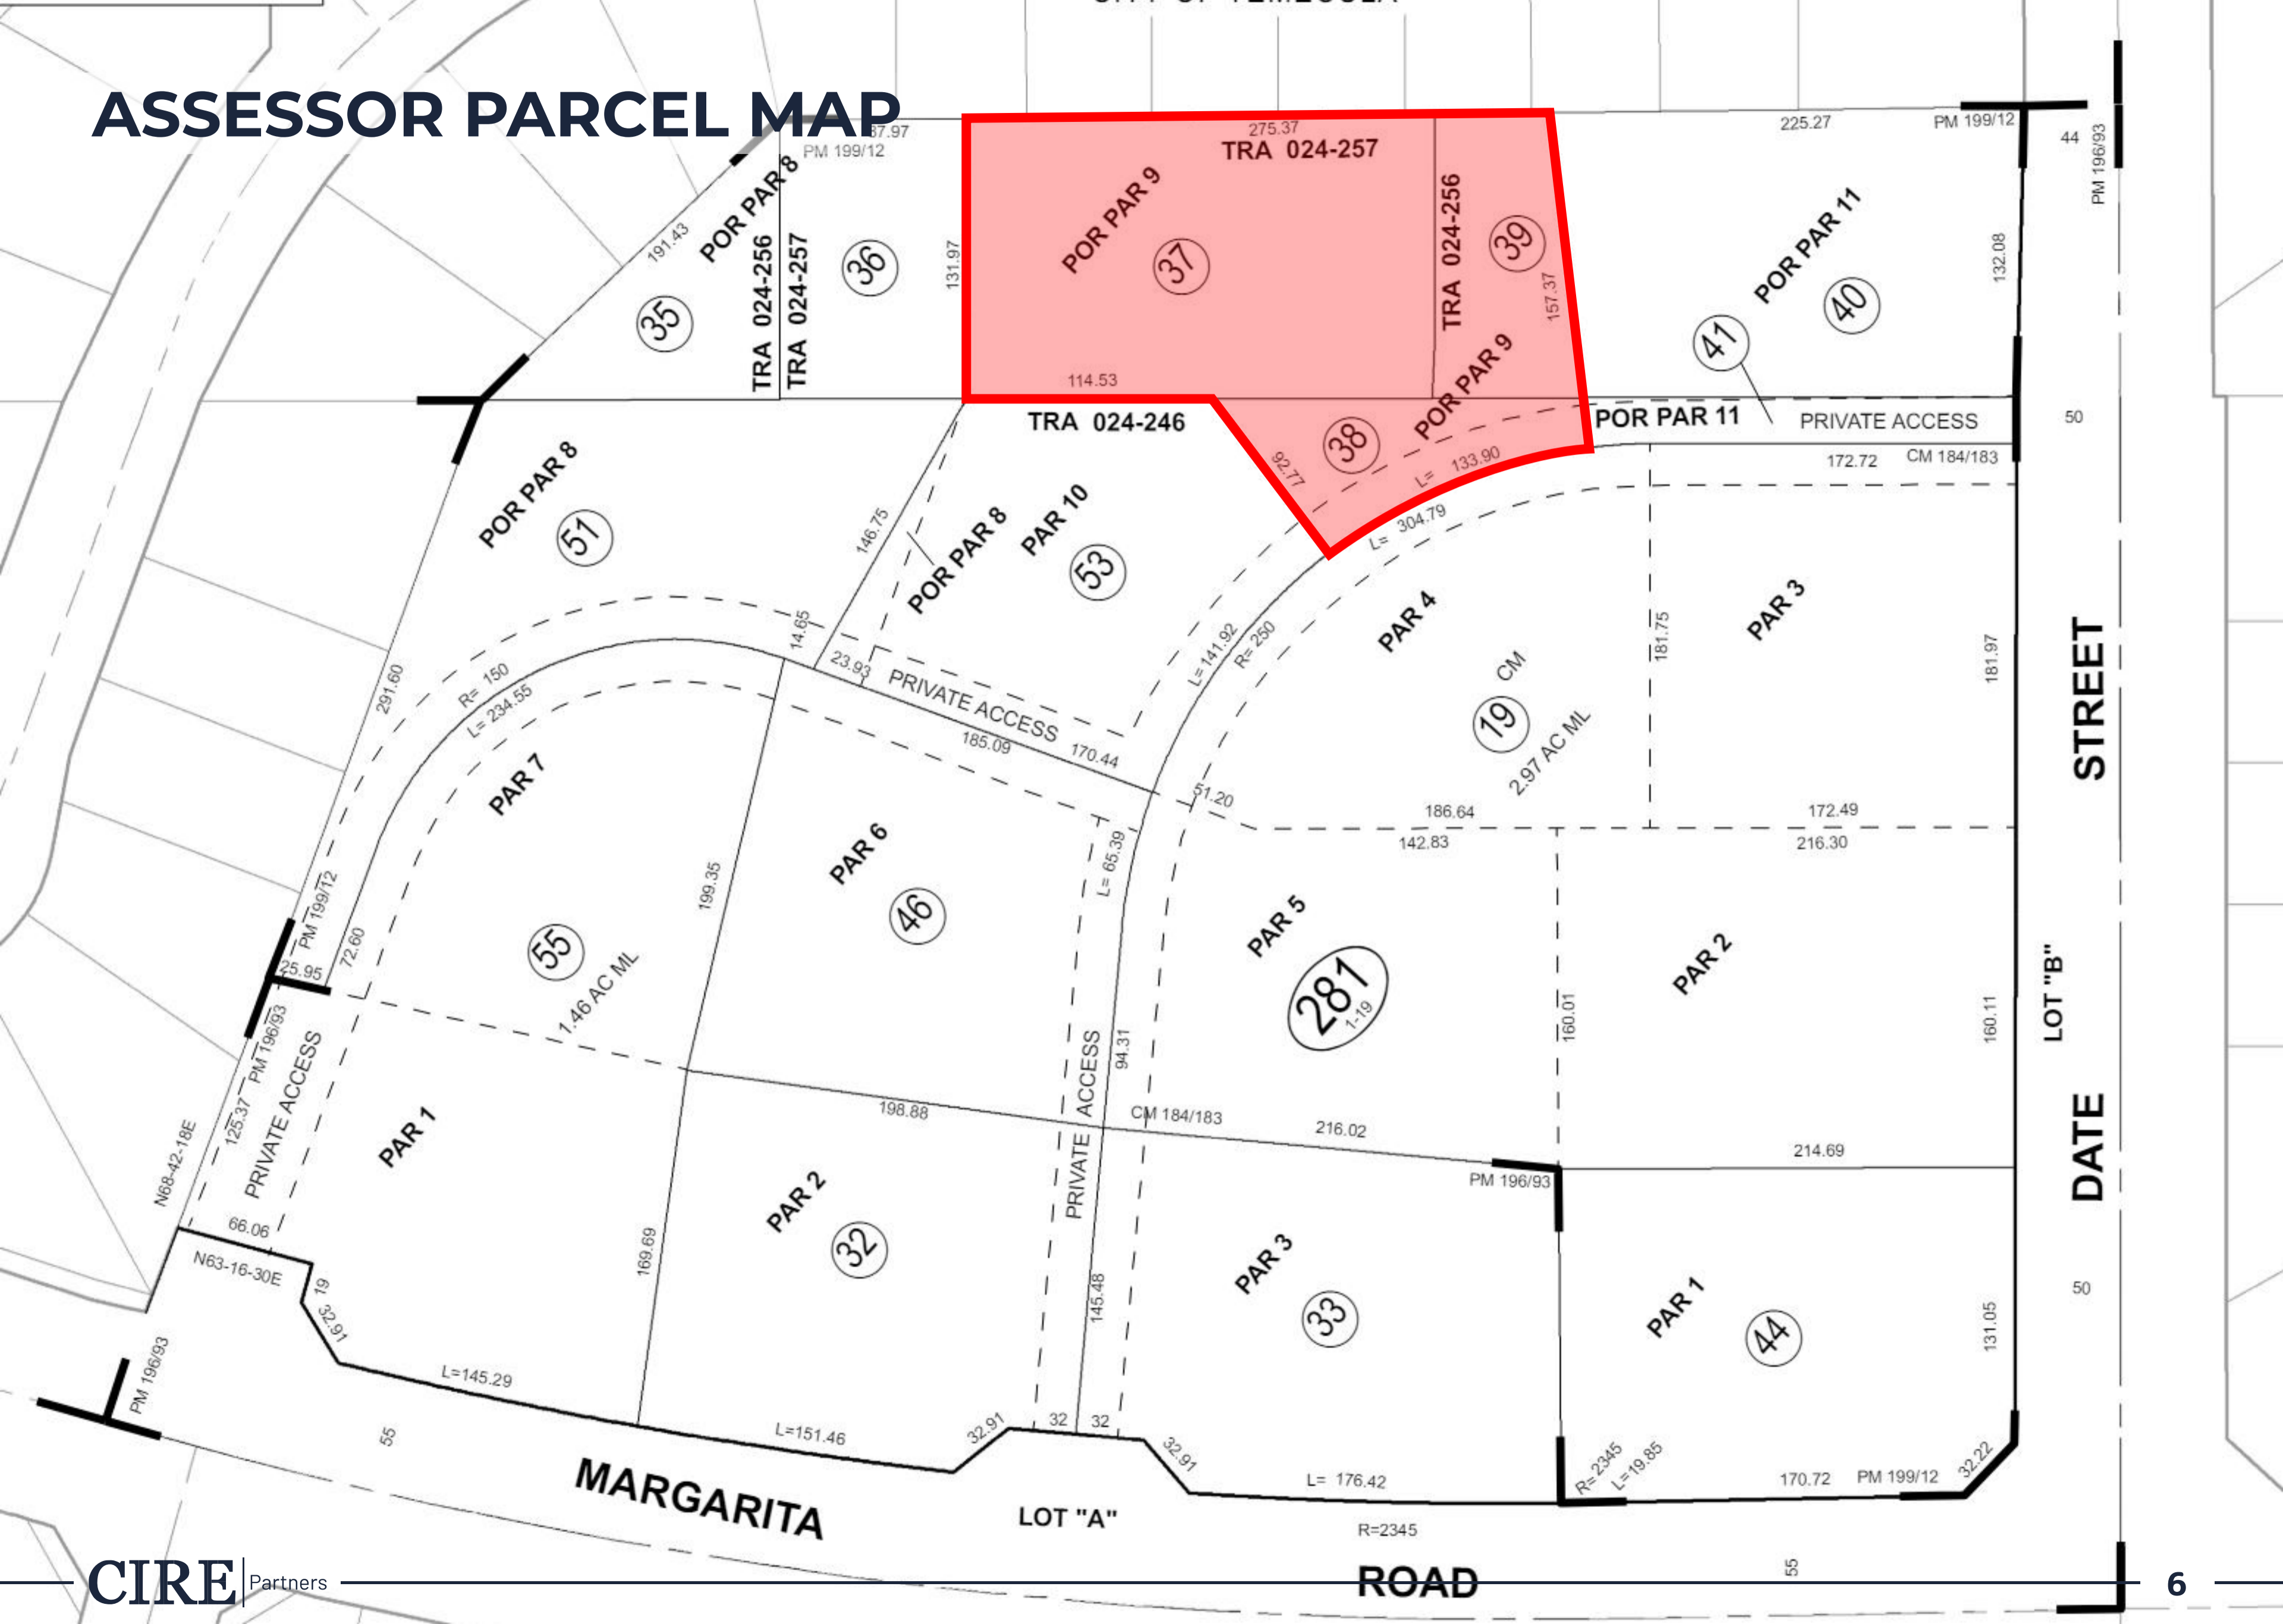 ASSESSOR PARCEL MAP
PM 199/12
275.37
TRA 024-257
225.27
PM 199/12
44
PM 196/93
191.43
POR PAR 8
35
TRA 024-256
TRA 024-257
36
131.97
POR PAR 9
37
TRA 024-256
39
157.37
POR PAR 9
POR PAR 11
40
41
132.08
114.53
TRA 024-246
38
92.77
L= 133.90
POR PAR 11
PRIVATE ACCESS
50
172.72
CM 184/183
L= 304.79
POR PAR 8
51
146.75
POR PAR 8
PAR 10
53
L=141.92
R= 250
PAR 4
PAR 3
181.75
181.97
CM
19
2.97 AC ML
291.60
R= 150
L= 234.55
14.65
23.93
PRIVATE ACCESS
185.09
170.44
51.20
186.64
172.49
142.83
216.30
PAR 7
PAR 6
46
199.35
L= 65.39
PM 199/12
72.60
25.95
55
1.46 AC ML
PAR 5
281
1-19
PAR 2
160.01
160.11
STREET
LOT "B"
DATE
PM 196/93
125.37
N68-42-18E
PRIVATE ACCESS
PAR 1
198.88
PRIVATE ACCESS
94.31
CM 184/183
216.02
PM 196/93
214.69
66.06
N63-16-30E
19
32.91
169.69
PAR 2
32
145.48
PAR 3
33
PAR 1
44
131.05
50
PM 196/93
55
L=145.29
L=151.46
32.91
32
32
32.91
L= 176.42
R= 2345
L=19.85
170.72
PM 199/12
32.22
MARGARITA
LOT "A"
R=2345
ROAD
55
CIRE Partners
6